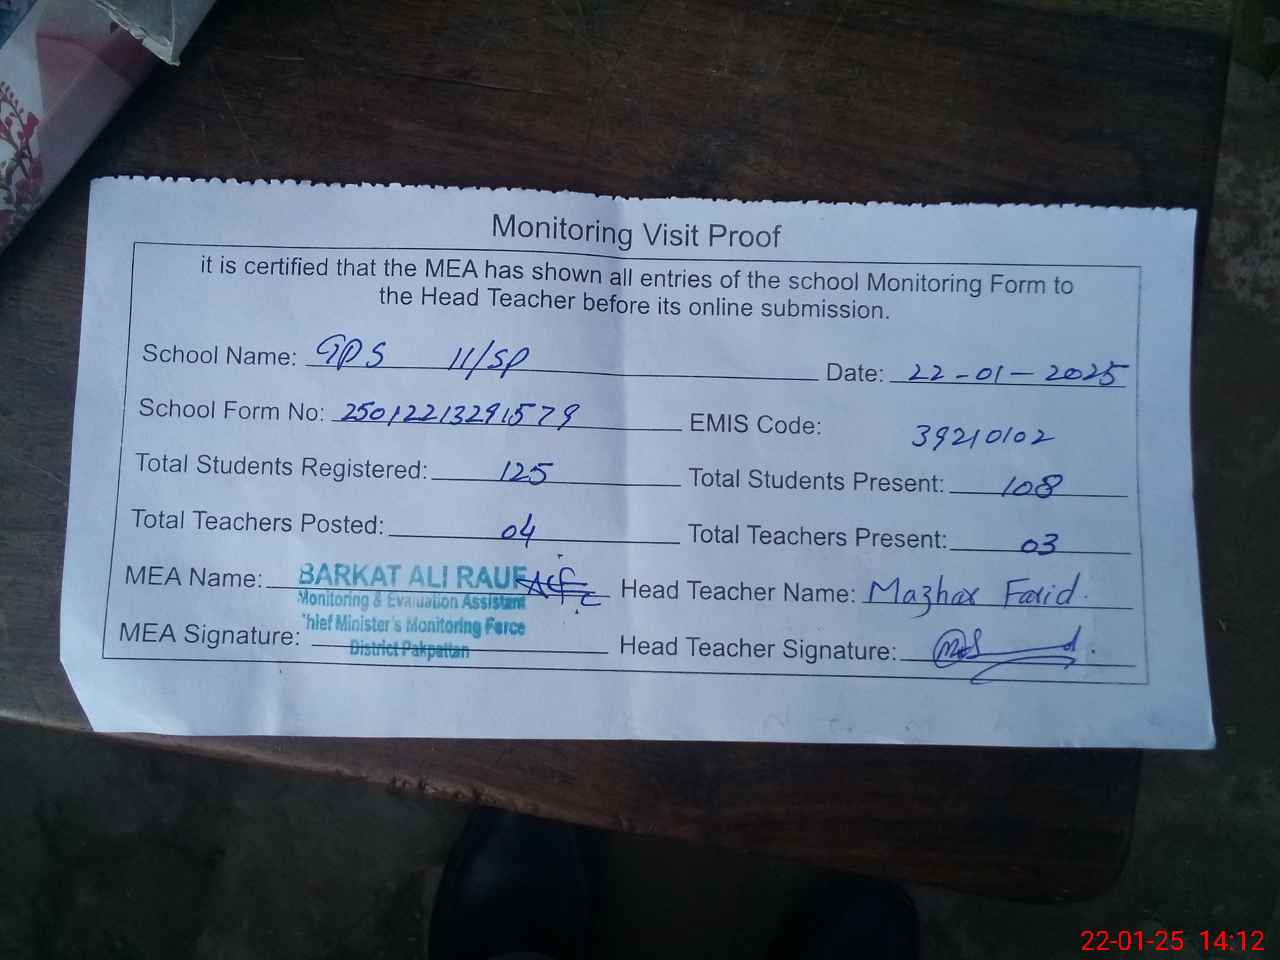 Monitoring Visit Proof
it is certified that the MEA has shown all entries of the school Monitoring Form to
the Head Teacher before its online submission.
School Name: GPS 11/SP Date: 22-01-2025
School Form No: 25012213291579 EMIS Code: 39210102
Total Students Registered: 125 Total Students Present: 108
Total Teachers Posted: 04 Total Teachers Present: 03
MEA Name: BARKAT ALI RAUF Head Teacher Name: Mazhar Farid.
Monitoring & Evaluation Assistant
Chief Minister's Monitoring Force
MEA Signature: Head Teacher Signature:
District Pakpattan
22-01-25 14:12